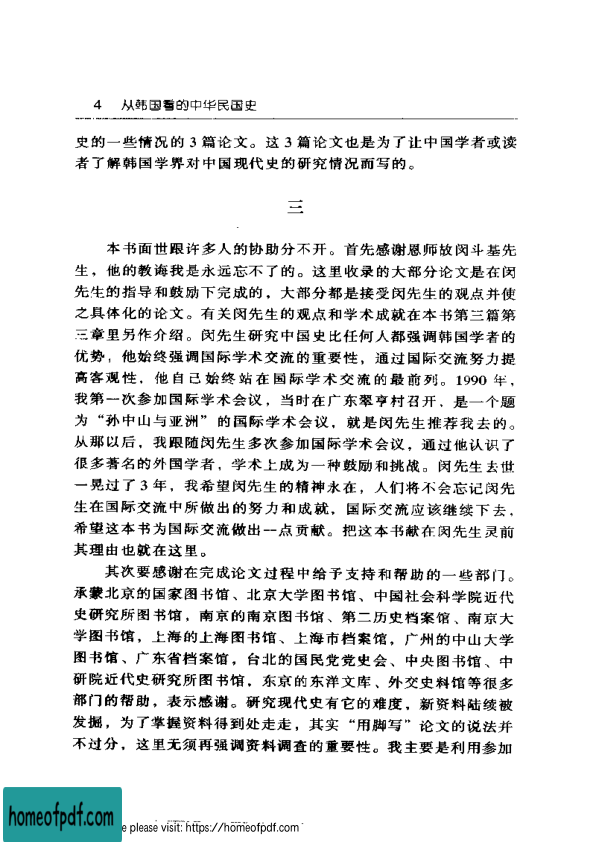 4 从韩国看的中华民国史
史的一些情况的 3 篇论文。这 3 篇论文也是为了让中国学者或读
者了解韩国学界对中国现代史的研究情况而写的。
三
本书面世跟许多人的协助分不开。首先感谢恩师故闵斗基先
生，他的教诲我是永远忘不了的。这里收录的大部分论文是在闵
先生的指导和鼓励下完成的，大部分都是接受闵先生的观点并使
之具体化的论文。有关闵先生的观点和学术成就在本书第三篇第
三章里另作介绍。闵先生研究中国史比任何人都强调韩国学者的
优势，他始终强调国际学术交流的重要性，通过国际交流努力提
高客观性，他自己始终站在国际学术交流的最前列。1990 年，
我第一次参加国际学术会议，当时在广东翠亨村召开，是一个题
为“孙中山与亚洲”的国际学术会议，就是闵先生推荐我去的。
从那以后，我跟随闵先生多次参加国际学术会议，通过他认识了
很多著名的外国学者，学术上成为一种鼓励和挑战。闵先生去世
一晃过了 3 年，我希望闵先生的精神永在，人们将不会忘记闵先
生在国际交流中所做出的努力和成就，国际交流应该继续下去，
希望这本书为国际交流做出一点贡献。把这本书献在闵先生灵前
其理由也就在这里。
其次要感谢在完成论文过程中给予支持和帮助的一些部门。
承蒙北京的国家图书馆、北京大学图书馆、中国社会科学院近代
史研究所图书馆，南京的南京图书馆、第二历史档案馆、南京大
学图书馆，上海的上海图书馆、上海市档案馆，广州的中山大学
图书馆、广东省档案馆，台北的国民党党史会、中央图书馆、中
研院近代史研究所图书馆，东京的东洋文库、外交史料馆等很多
部门的帮助，表示感谢。研究现代史有它的难度，新资料陆续被
发掘，为了掌握资料得到处走走，其实“用脚写”论文的说法并
不过分，这里无须再强调资料调查的重要性。我主要是利用参加
homeofpdf.com
e please visit: https://homeofpdf.com